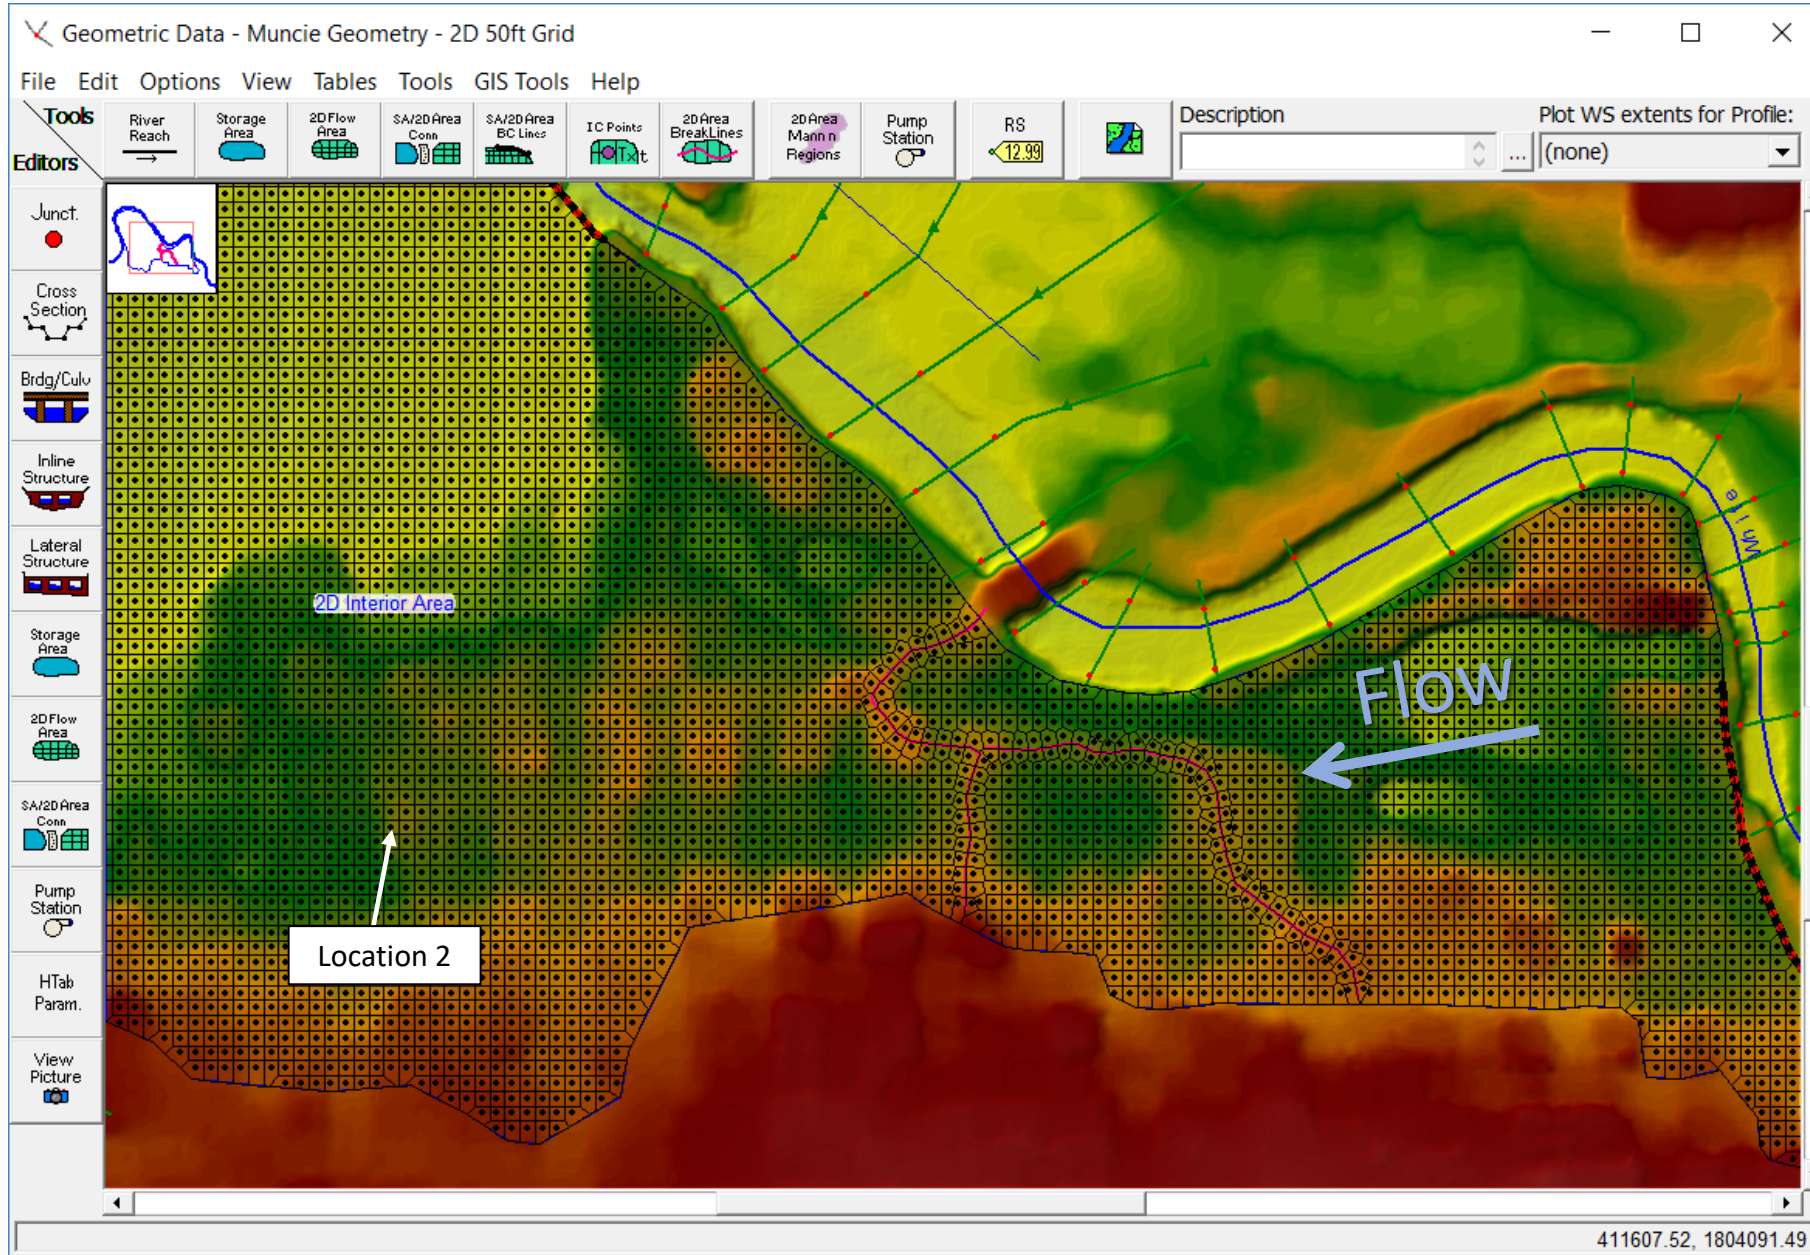 Geometric Data - Muncie Geometry - 2D 50ft Grid
File Edit Options View Tables Tools GIS Tools Help
Tools
Editors
River
Reach
Storage
Area
2D Flow
Area
SA/2D Area
Conn
SA/2D Area
BC Lines
IC Points
Txt
2D Area
BreakLines
2D Area
Mann n
Regions
Pump
Station
RS
12.99
Description
...
Plot WS extents for Profile:
(none)
Junct.
Cross
Section
Brdg/Culv
Inline
Structure
Lateral
Structure
Storage
Area
2D Flow
Area
SA/2D Area
Conn
Pump
Station
HTab
Param.
View
Picture
2D Interior Area
Flow
Location 2
411607.52, 1804091.49